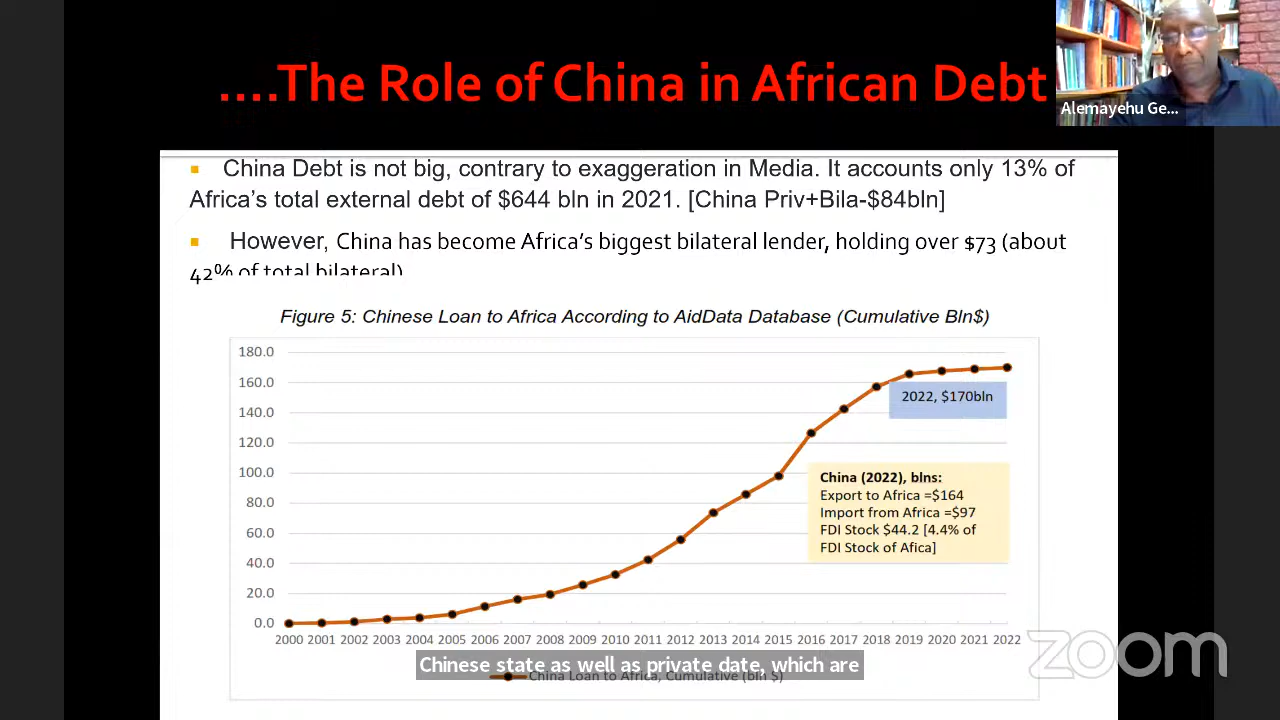 ....The Role of China in African Debt
Alemayehu Ge...
▪ China Debt is not big, contrary to exaggeration in Media. It accounts only 13% of
Africa's total external debt of $644 bln in 2021. [China Priv+Bila-$84bln]
▪ However, China has become Africa's biggest bilateral lender, holding over $73 (about
42% of total bilateral)
Figure 5: Chinese Loan to Africa According to AidData Database (Cumulative Bln$)
180.0
160.0
140.0
120.0
100.0
80.0
60.0
40.0
20.0
0.0
2022, $170bln
China (2022), blns:
Export to Africa =$164
Import from Africa =$97
FDI Stock $44.2 [4.4% of
FDI Stock of Afica]
2000 2001 2002 2003 2004 2005 2006 2007 2008 2009 2010 2011 2012 2013 2014 2015 2016 2017 2018 2019 2020 2021 2022
Chinese state as well as private date, which are
China Loan to Africa, Cumulative (bln $)
zoom